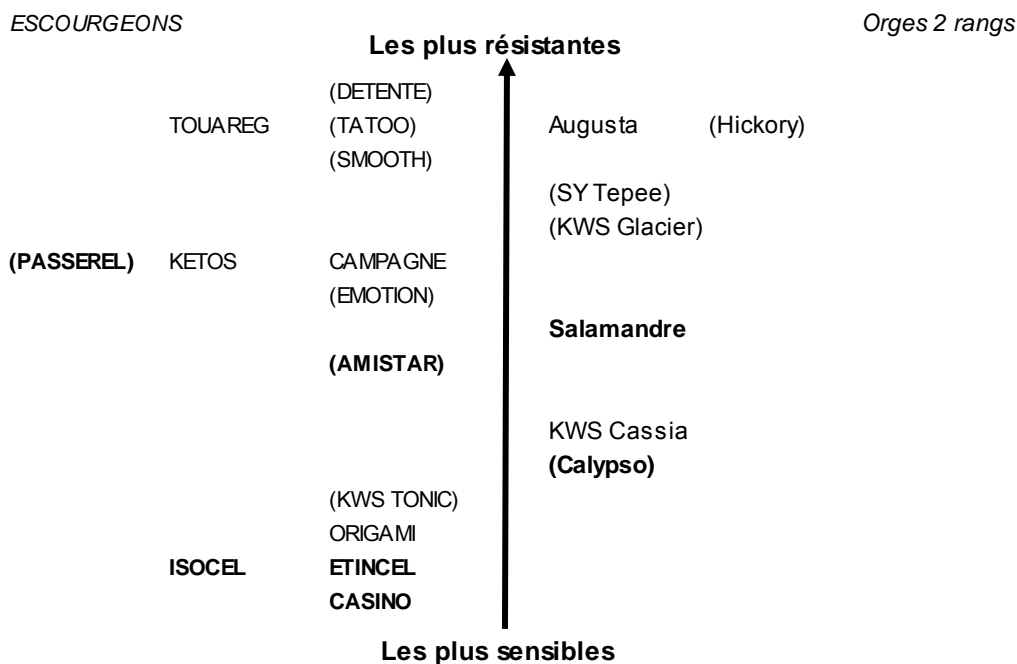 ESCOURGEONS Orges 2 rangs
Les plus résistantes
(DETENTE)
TOUAREG (TATOO) Augusta (Hickory)
(SMOOTH)
(SY Tepee)
(KWS Glacier)
(PASSEREL) KETOS CAMPAGNE
(EMOTION)
Salamandre
(AMISTAR)
KWS Cassia
(Calypso)
(KWS TONIC)
ORIGAMI
ISOCEL ETINCEL
CASINO
Les plus sensibles